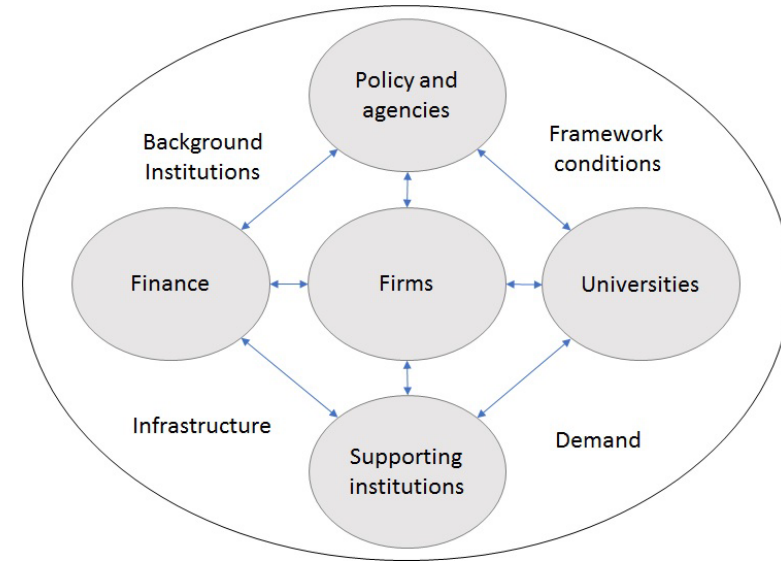 Policy and
agencies
Background
Institutions
Framework
conditions
Finance
Firms
Universities
Infrastructure
Demand
Supporting
institutions